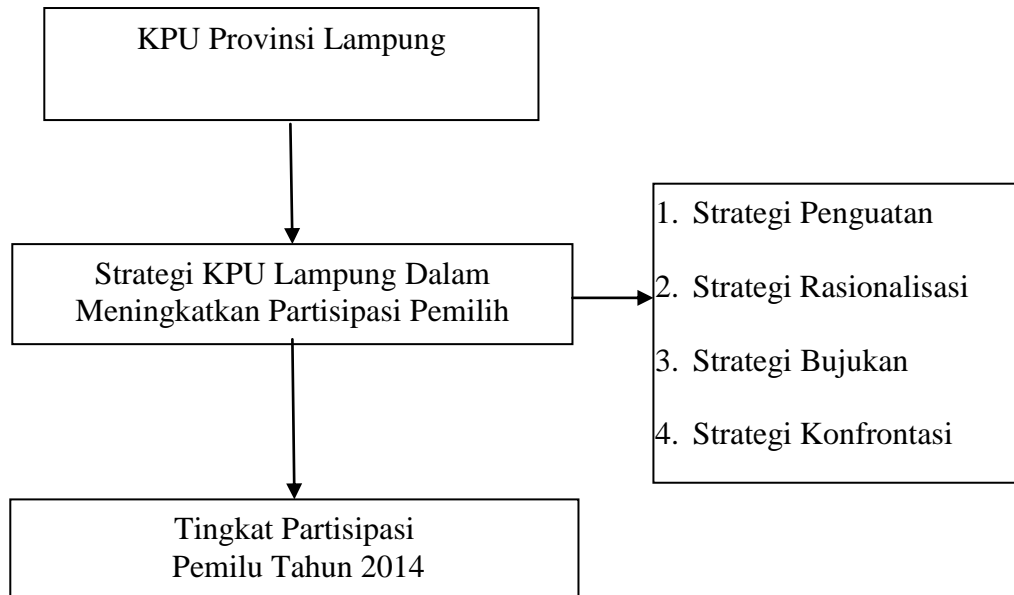 KPU Provinsi Lampung
Strategi KPU Lampung Dalam
Meningkatkan Partisipasi Pemilih
1. Strategi Penguatan
2. Strategi Rasionalisasi
3. Strategi Bujukan
4. Strategi Konfrontasi
Tingkat Partisipasi
Pemilu Tahun 2014